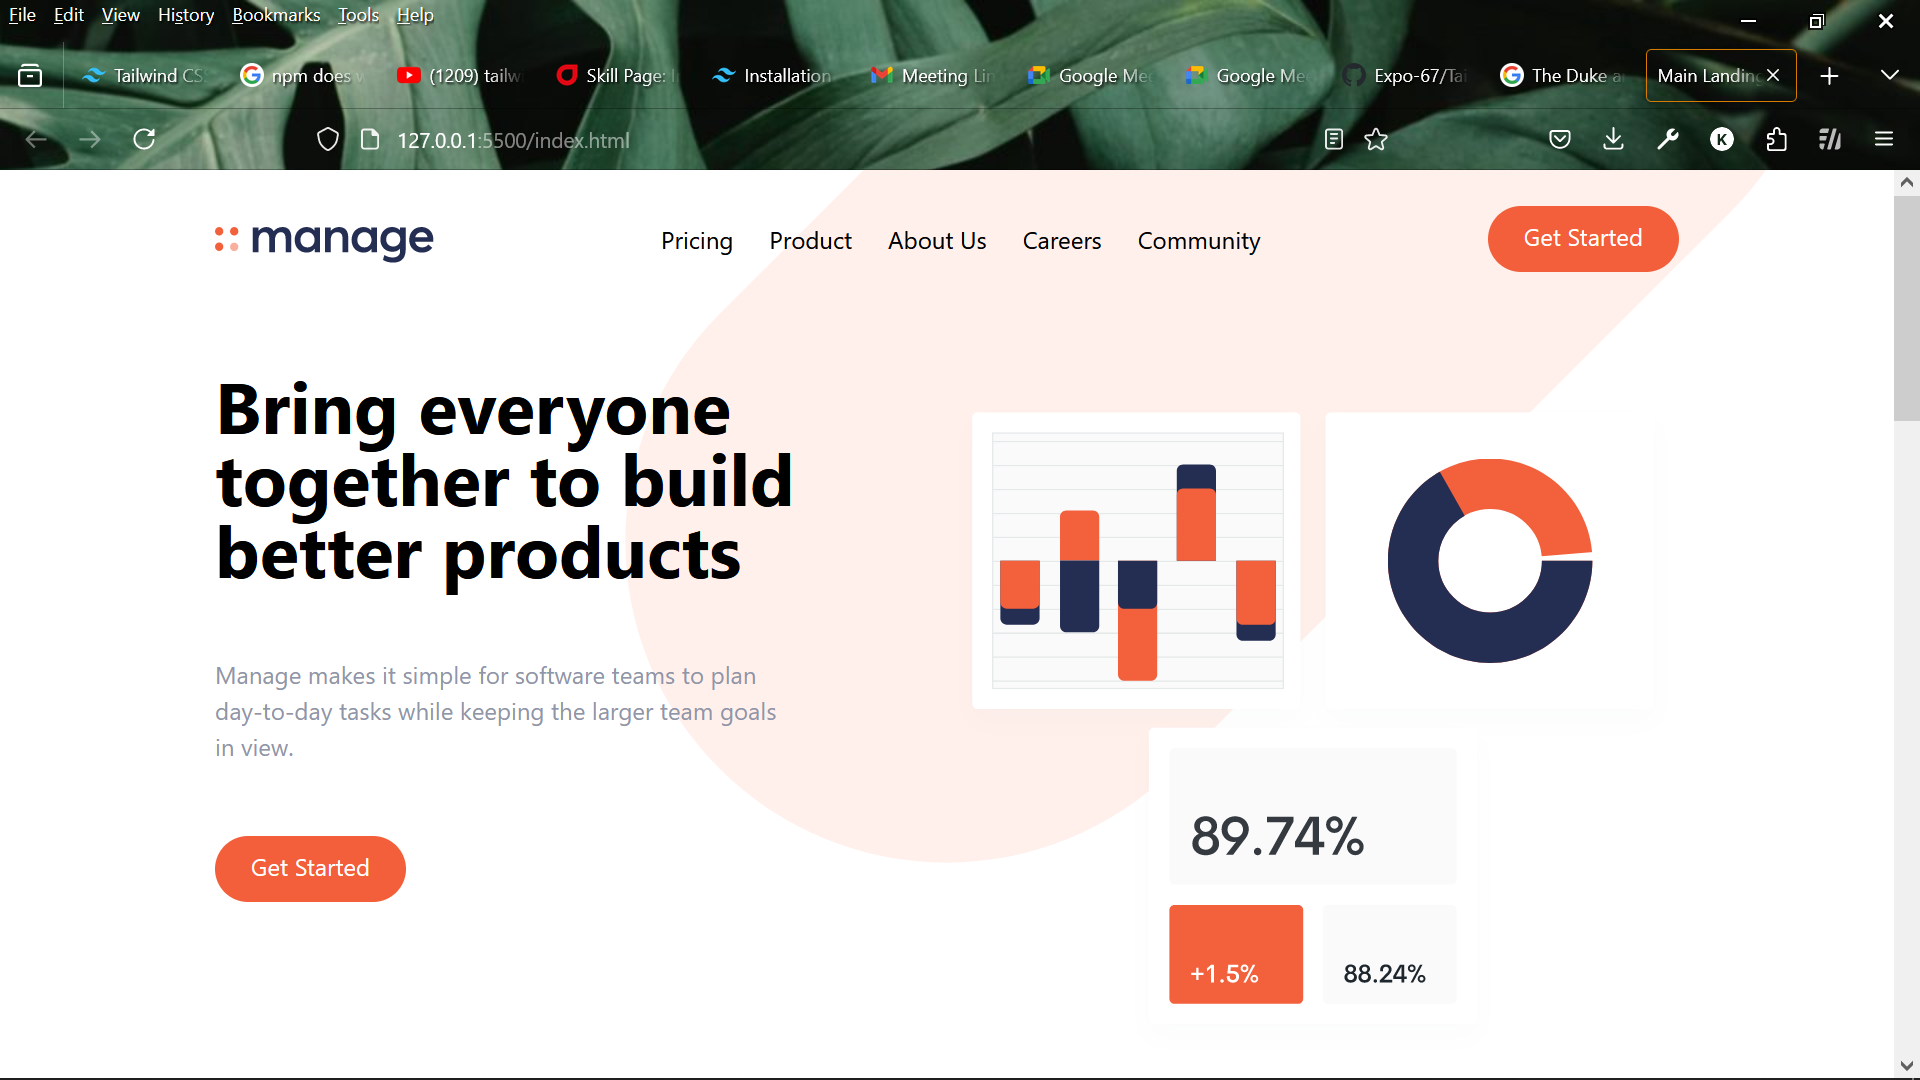 File Edit View History Bookmarks Tools Help
Tailwind CS npm does (1209) tailw Skill Page: Installation Meeting Lin Google Mee Google Mee Expo-67/Tai The Duke a Main Landing
127.0.0.1:5500/index.html
K
manage Pricing Product About Us Careers Community Get Started
Bring everyone
together to build
better products
Manage makes it simple for software teams to plan
day-to-day tasks while keeping the larger team goals
in view.
Get Started
89.74%
+1.5% 88.24%